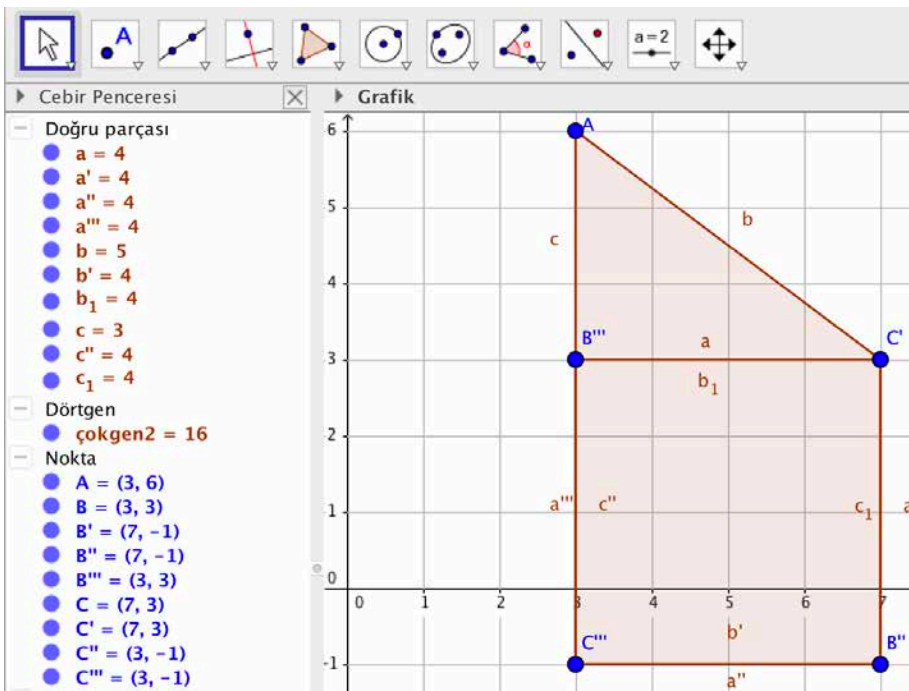 A
α
a=2
Cebir Penceresi
Grafik
Doğru parçası
a = 4
a' = 4
a'' = 4
a''' = 4
b = 5
b' = 4
b₁ = 4
c = 3
c'' = 4
c₁ = 4
Dörtgen
çokgen2 = 16
Nokta
A = (3, 6)
B = (3, 3)
B' = (7, -1)
B'' = (7, -1)
B''' = (3, 3)
C = (7, 3)
C' = (7, 3)
C'' = (3, -1)
C''' = (3, -1)
6
A
5
b
c
4
B'''
a
C'
3
b₁
2
a'''
c''
c₁
a
1
0
0 1 2 3 4 5 6 7
b'
C'''
B''
-1
a''